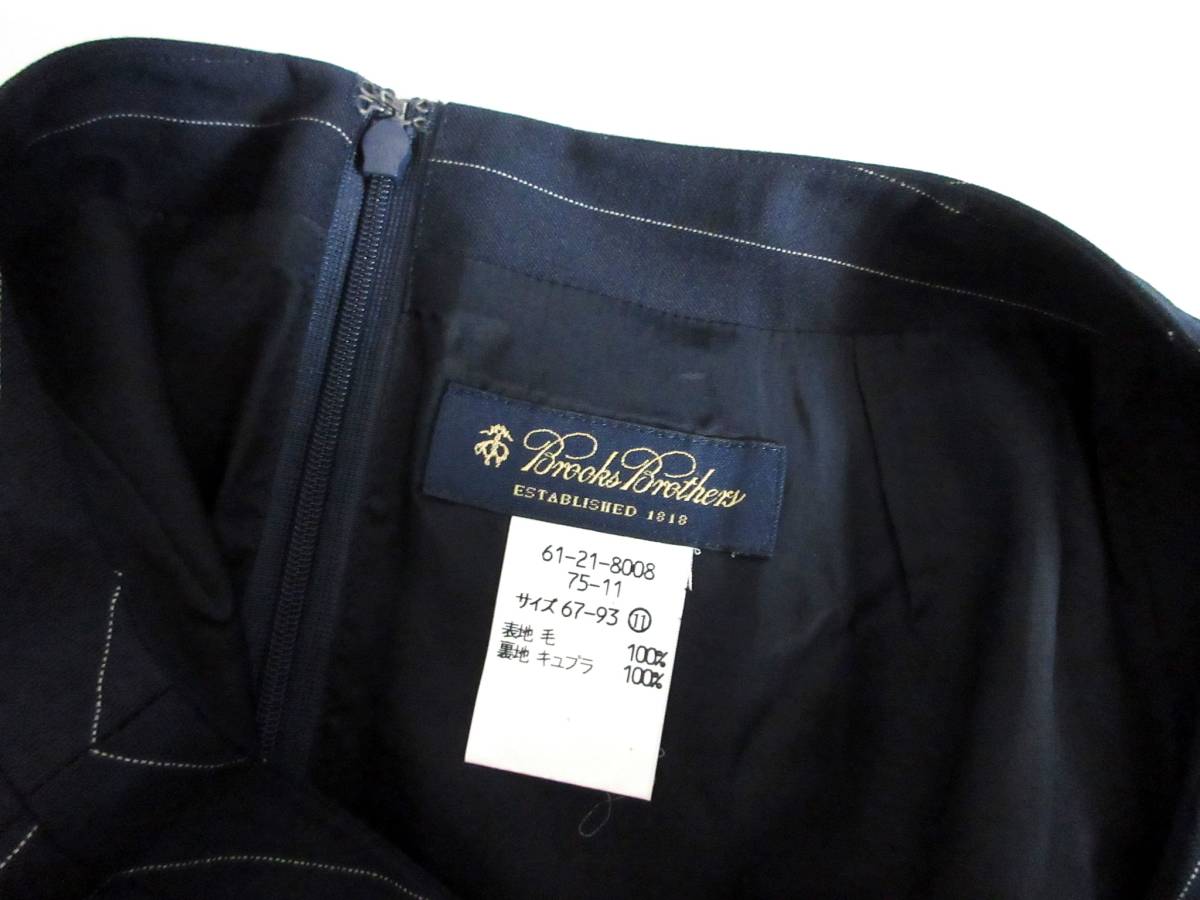 Brooks Brothers
ESTABLISHED 1818
61-21-8008
75-11
サイズ 67-93 ⑪
表地 毛 100%
裏地 キュプラ 100%